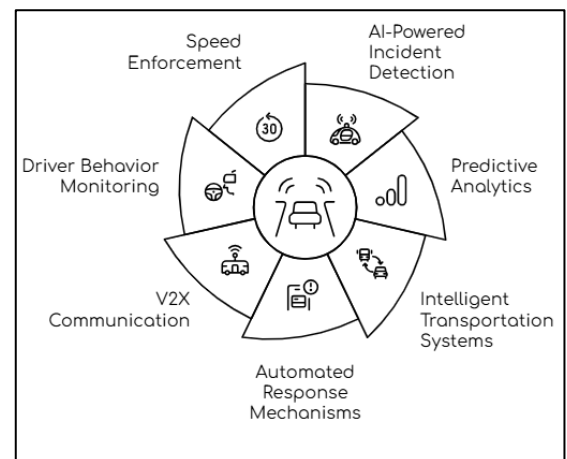 Speed
Enforcement
AI-Powered
Incident
Detection
30
Driver Behavior
Monitoring
Predictive
Analytics
V2X
Communication
Intelligent
Transportation
Systems
Automated
Response
Mechanisms